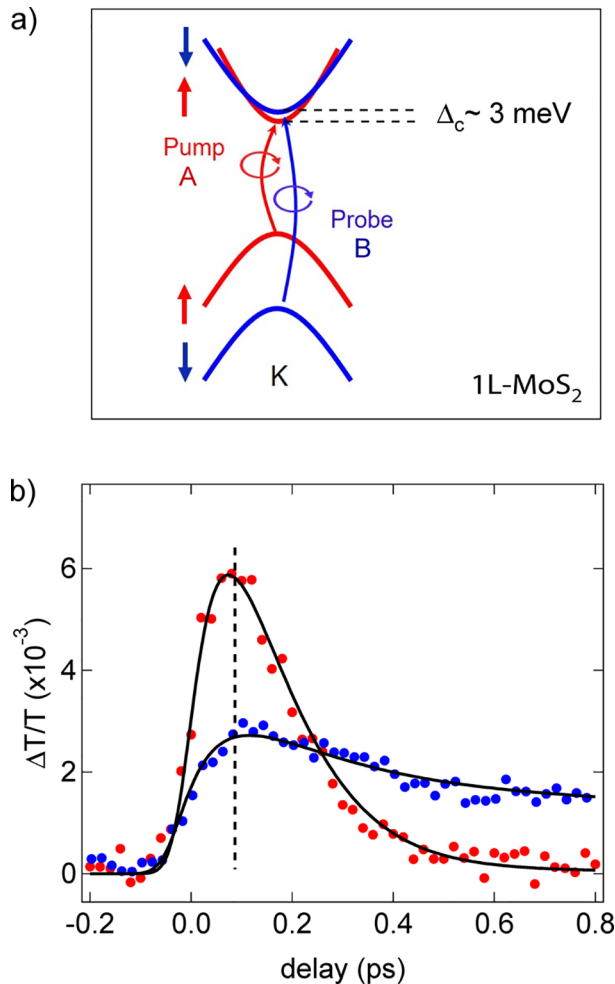 a)
Δc~ 3 meV
Pump
A
Probe
B
K
1L-MoS₂
b)
ΔT/T (x10⁻³)
6
4
2
0
-0.2
0.0
0.2
0.4
0.6
0.8
delay (ps)